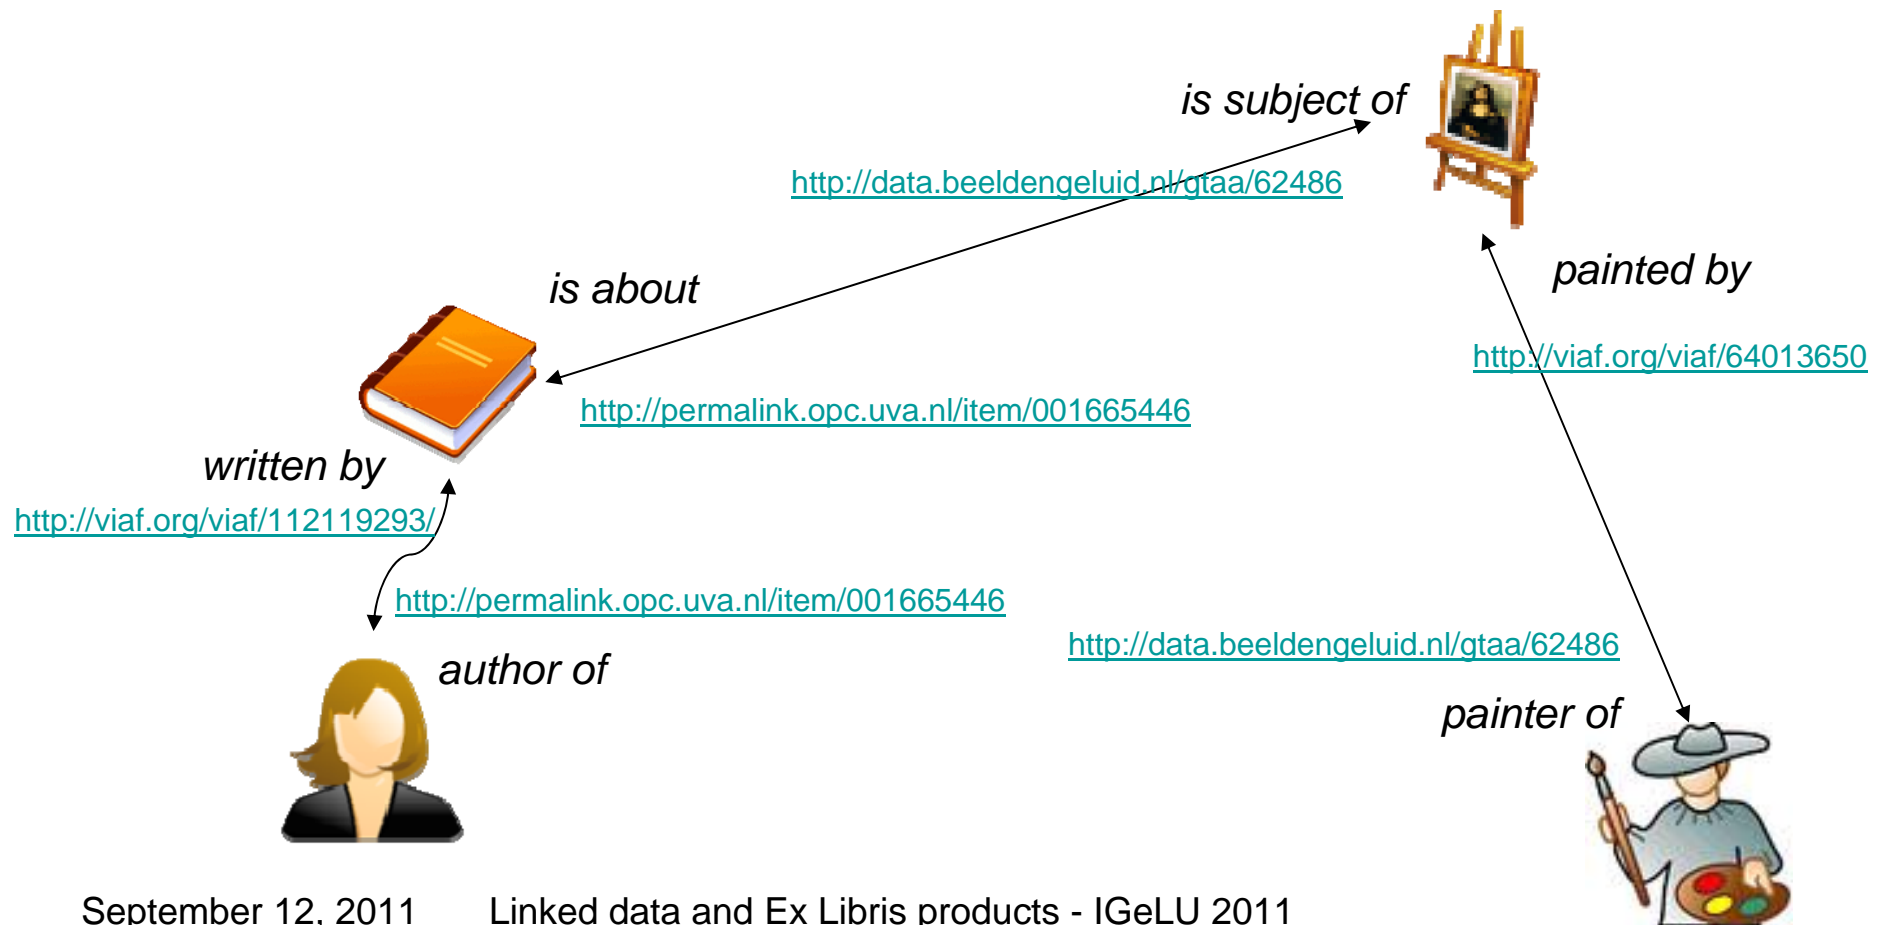 is subject of
http://data.beeldengeluid.nl/gtaa/62486
is about
painted by
http://viaf.org/viaf/64013650
http://permalink.opc.uva.nl/item/001665446
written by
http://viaf.org/viaf/112119293/
http://permalink.opc.uva.nl/item/001665446
http://data.beeldengeluid.nl/gtaa/62486
author of
painter of
September 12, 2011 Linked data and Ex Libris products - IGeLU 2011